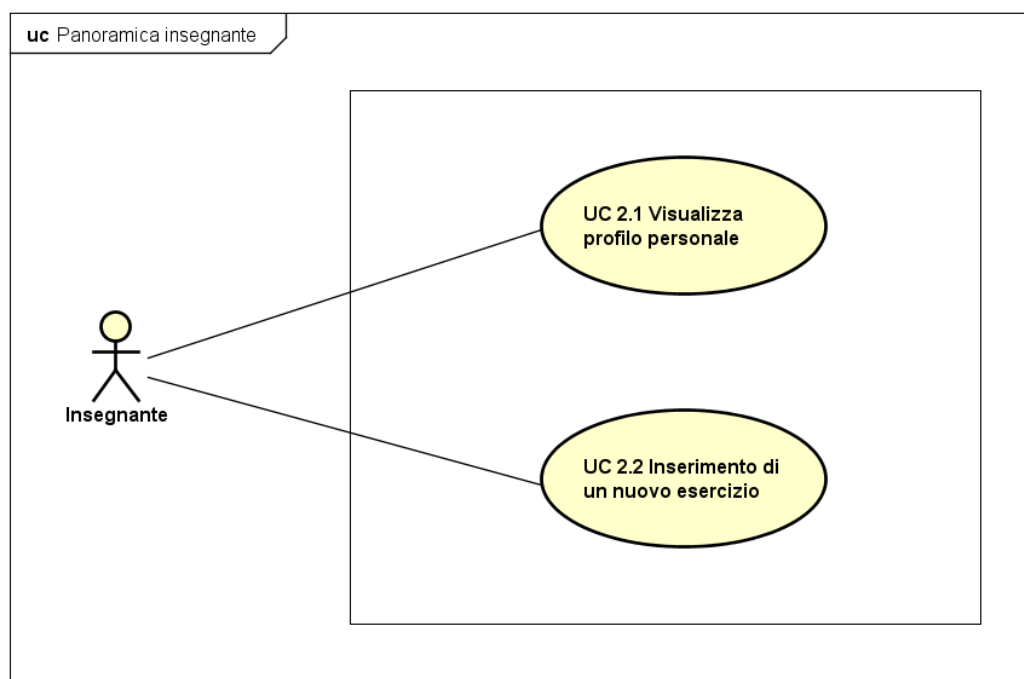 uc Panoramica insegnante
UC 2.1 Visualizza
profilo personale
Insegnante
UC 2.2 Inserimento di
un nuovo esercizio